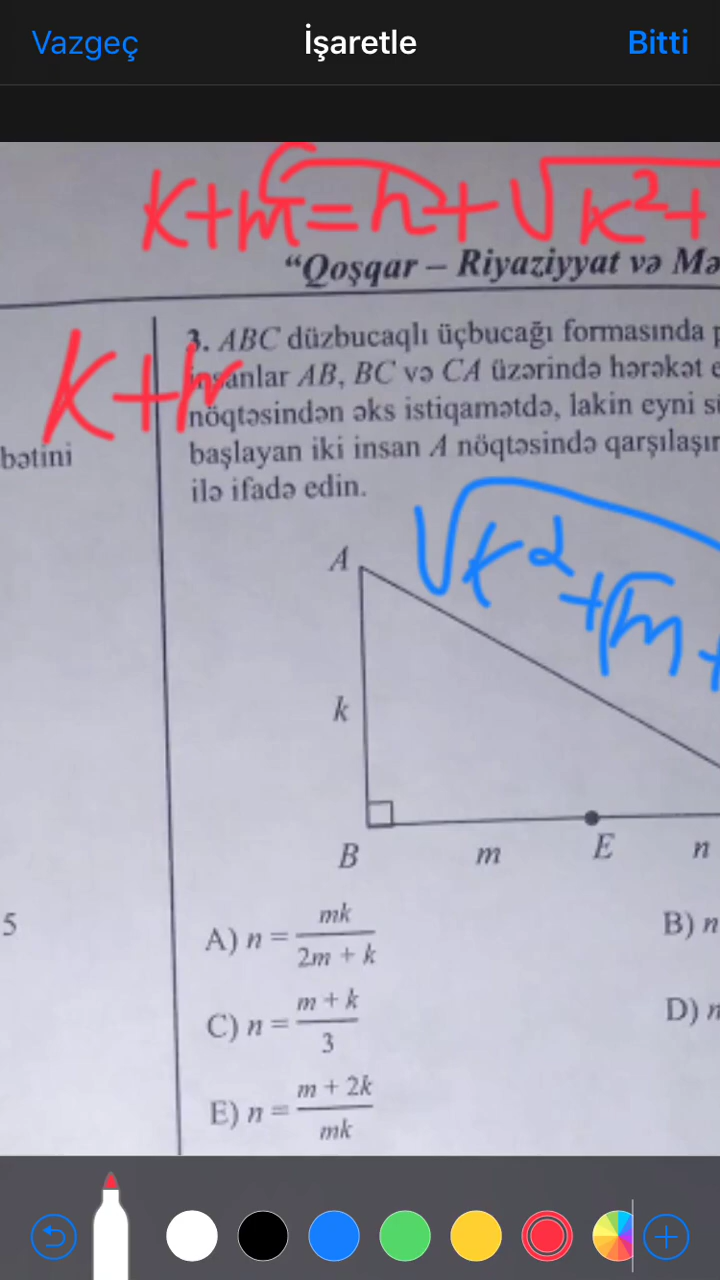 Vazgeç İşaretle Bitti
k+m=n+√k²+
"Qoşqar – Riyaziyyat və Mə
3. ABC düzbucaqlı üçbucağı formasında
k+n
insanlar AB, BC və CA üzərində hərəkət e
nöqtəsindən əks istiqamətdə, lakin eyni sü
bətini
başlayan iki insan A nöqtəsində qarşılaşır
ilə ifadə edin.
√k²+(m+
A
k
B m E n
5
A) n = mk / 2m + k B) n
C) n = m + k / 3 D) n
E) n = m + 2k / mk